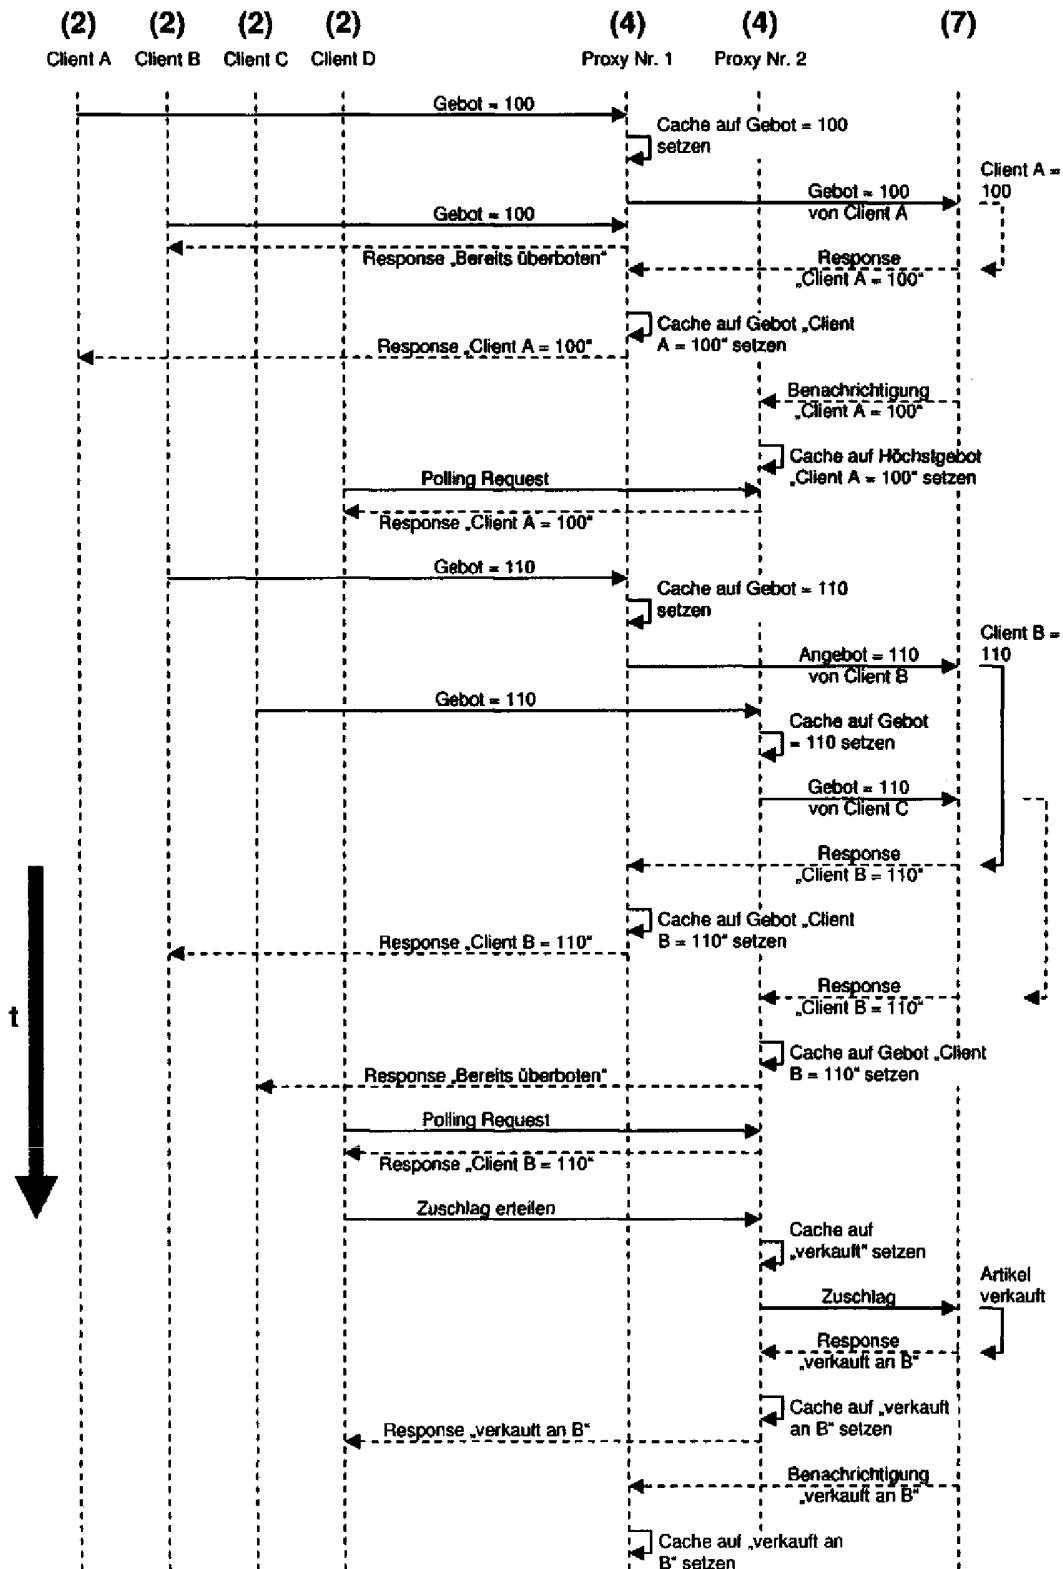 (2) (2) (2) (2) (4) (4) (7)
Client A Client B Client C Client D Proxy Nr. 1 Proxy Nr. 2
Gebot = 100
Cache auf Gebot = 100
setzen
Client A =
100
Gebot = 100
von Client A
Gebot = 100
Response „Bereits überboten“
Response
„Client A = 100“
Cache auf Gebot „Client
A = 100“ setzen
Response „Client A = 100“
Benachrichtigung
„Client A = 100“
Cache auf Höchstgebot
„Client A = 100“ setzen
Polling Request
Response „Client A = 100“
Gebot = 110
Cache auf Gebot = 110
setzen
Client B =
110
Angebot = 110
von Client B
Gebot = 110
Cache auf Gebot
= 110 setzen
Gebot = 110
von Client C
Response
„Client B = 110“
Cache auf Gebot „Client
B = 110“ setzen
Response „Client B = 110“
Response
„Client B = 110“
t
Cache auf Gebot „Client
B = 110“ setzen
Response „Bereits überboten“
Polling Request
Response „Client B = 110“
Zuschlag erteilen
Cache auf
„verkauft“ setzen
Artikel
verkauft
Zuschlag
Response
„verkauft an B“
Cache auf „verkauft
an B“ setzen
Response „verkauft an B“
Benachrichtigung
„verkauft an B“
Cache auf „verkauft an
B“ setzen